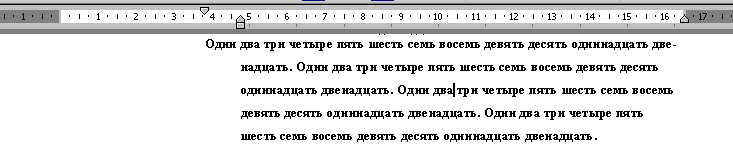 1 1 2 3 4 5 6 7 8 9 10 11 12 13 14 15 16 17
Один два три четыре пять шесть семь восемь девять десять одиннадцать две-
надцать. Один два три четыре пять шесть семь восемь девять десять
одиннадцать двенадцать. Один два три четыре пять шесть семь восемь
девять десять одиннадцать двенадцать. Один два три четыре пять
шесть семь восемь девять десять одиннадцать двенадцать.